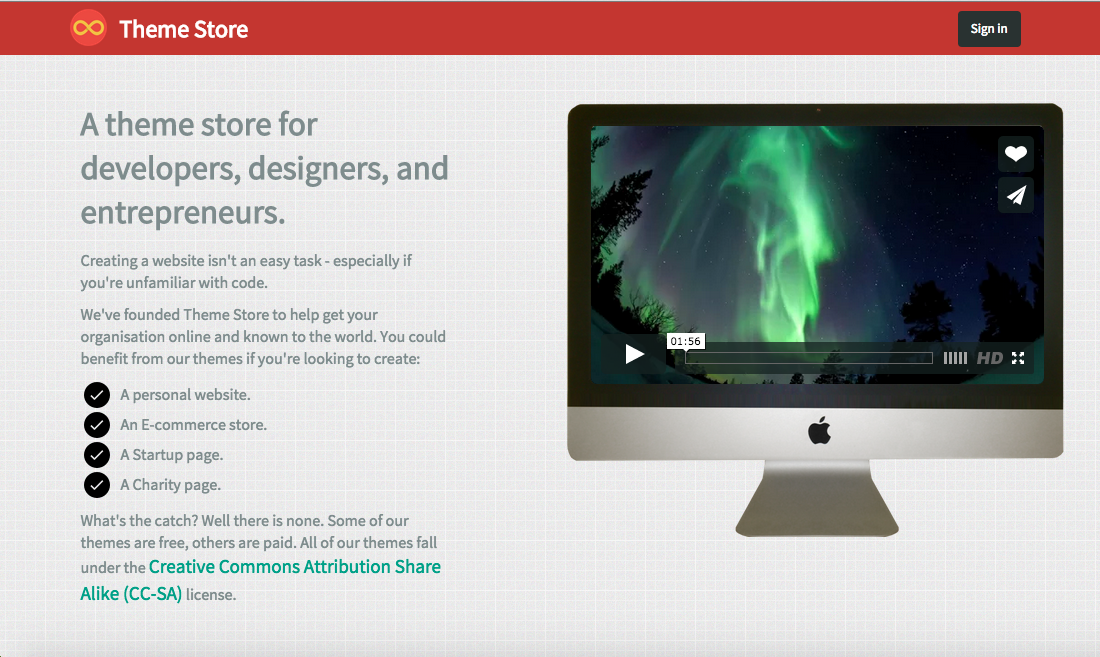 Theme Store
Sign in
A theme store for
developers, designers, and
entrepreneurs.
Creating a website isn't an easy task - especially if
you're unfamiliar with code.
We've founded Theme Store to help get your
organisation online and known to the world. You could
benefit from our themes if you're looking to create:
A personal website.
An E-commerce store.
A Startup page.
A Charity page.
What's the catch? Well there is none. Some of our
themes are free, others are paid. All of our themes fall
under the Creative Commons Attribution Share
Alike (CC-SA) license.
01:56
HD